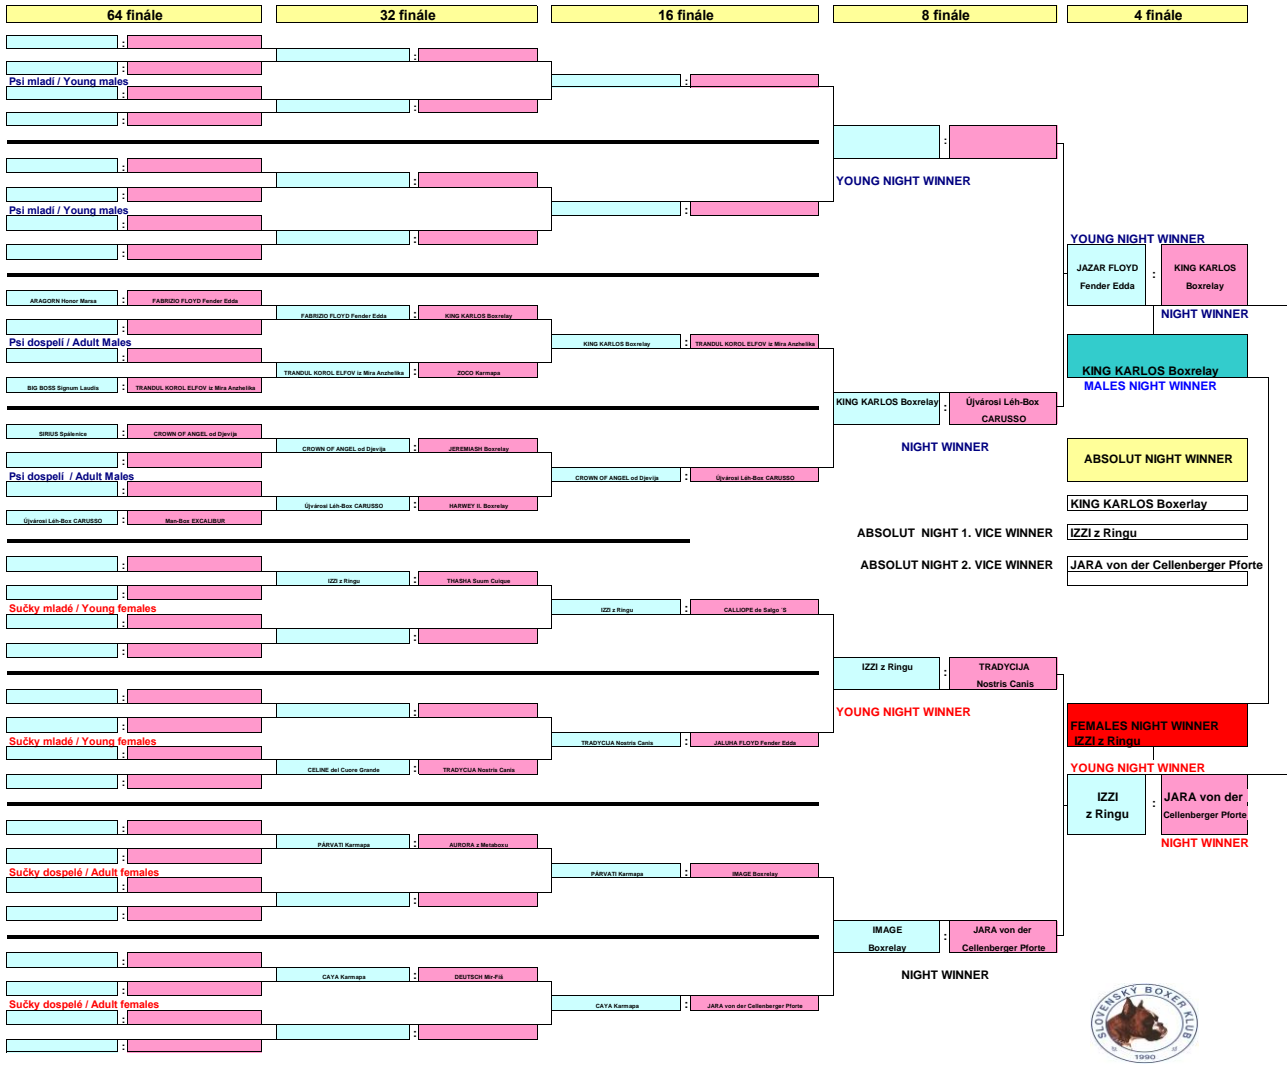 64 finále
32 finále
16 finále
8 finále
4 finále
:
:
:
:
Psi mladí / Young males
:
:
:
:
:
:
:
:
YOUNG NIGHT WINNER
:
:
Psi mladí / Young males
:
:
:
YOUNG NIGHT WINNER
:
JAZAR FLOYD
Fender Edda
:
KING KARLOS
Boxrelay
ARAGORN Honor Marsa : FABRIZIO FLOYD Fender Edda
FABRIZIO FLOYD Fender Edda : KING KARLOS Boxrelay
NIGHT WINNER
:
Psi dospelí / Adult Males
KING KARLOS Boxrelay : TRANDUL KOROL ELFOV iz Mira Anzhelika
:
TRANDUL KOROL ELFOV iz Mira Anzhelika : ZOCO Karmapa
KING KARLOS Boxrelay
BIG BOSS Signum Laudis : TRANDUL KOROL ELFOV iz Mira Anzhelika
MALES NIGHT WINNER
KING KARLOS Boxrelay : Újvárosi Léh-Box
CARUSSO
SIRIUS Spálenice : CROWN OF ANGEL od Djevija
CROWN OF ANGEL od Djevija : JEREMIASH Boxrelay
NIGHT WINNER
ABSOLUT NIGHT WINNER
:
Psi dospelí / Adult Males
CROWN OF ANGEL od Djevija : Újvárosi Léh-Box CARUSSO
:
Újvárosi Léh-Box CARUSSO : HARWEY II. Boxrelay
KING KARLOS Boxerlay
Újvárosi Léh-Box CARUSSO : Man-Box EXCALIBUR
ABSOLUT NIGHT 1. VICE WINNER
IZZI z Ringu
ABSOLUT NIGHT 2. VICE WINNER
JARA von der Cellenberger Pforte
:
IZZI z Ringu : THASHA Suum Cuique
:
Sučky mladé / Young females
IZZI z Ringu : CALLIOPE de Salgo ´S
:
:
:
IZZI z Ringu : TRADYCIJA
Nostris Canis
:
YOUNG NIGHT WINNER
:
:
FEMALES NIGHT WINNER
IZZI z Ringu
Sučky mladé / Young females
TRADYCIJA Nostris Canis : JALUHA FLOYD Fender Edda
:
CELINE del Cuore Grande : TRADYCIJA Nostris Canis
YOUNG NIGHT WINNER
:
IZZI
z Ringu
:
JARA von der
Cellenberger Pforte
:
PÁRVATI Karmapa : AURORA z Metaboxu
NIGHT WINNER
:
Sučky dospelé / Adult females
PÁRVATI Karmapa : IMAGE Boxrelay
:
:
:
IMAGE
Boxrelay
:
JARA von der
Cellenberger Pforte
:
CAYA Karmapa : DEUTSCH Mir-Fiš
NIGHT WINNER
:
Sučky dospelé / Adult females
CAYA Karmapa : JARA von der Cellenberger Pforte
:
:
:
SLOVENSKÝ BOXER KLUB
1990